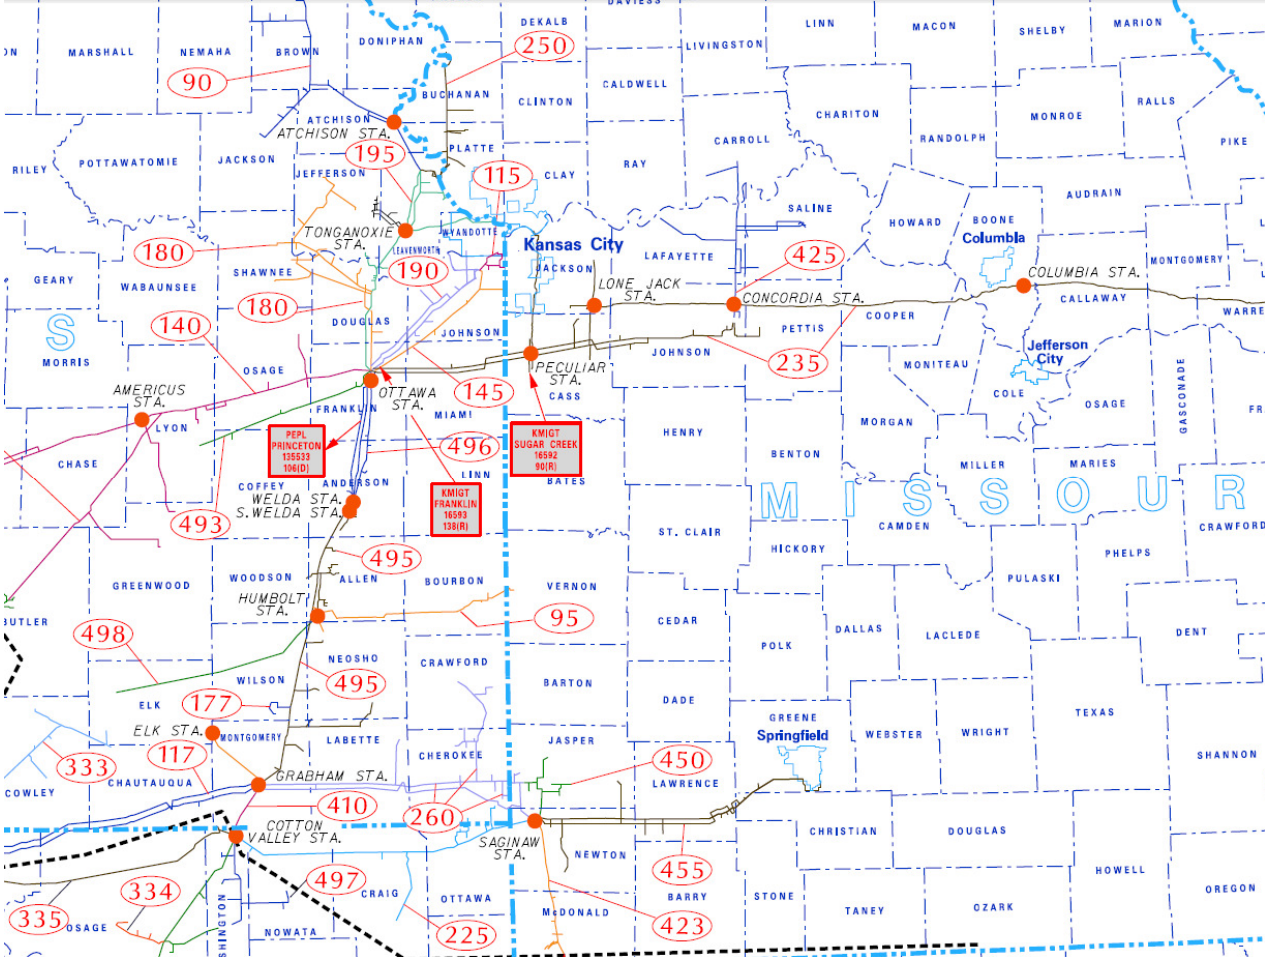 DAVIESS
DEKALB
LINN
MACON
SHELBY
MARION
MARSHALL
NEMAHA
BROWN
DONIPHAN
250
LIVINGSTON
ON
90
BUCHANAN
CLINTON
CALDWELL
CHARITON
MONROE
RALLS
ATCHISON
ATCHISON STA.
PLATTE
RAY
CARROLL
RANDOLPH
PIKE
RILEY
POTTAWATOMIE
JACKSON
195
JEFFERSON
115
CLAY
AUDRAIN
SALINE
HOWARD
BOONE
Columbia
TONGANOXIE
STA.
WYANDOTTE
LEAVENWORTH
Kansas City
180
190
JACKSON
LAFAYETTE
425
MONTGOMERY
GEARY
WABAUNSEE
SHAWNEE
LONE JACK
STA.
CONCORDIA STA.
COLUMBIA STA.
CALLAWAY
180
140
DOUGLAS
JOHNSON
PETTIS
COOPER
WARRE
S
MORRIS
OSAGE
JOHNSON
235
MONITEAU
Jefferson
City
COLE
PECULIAR
STA.
CASS
145
OTTAWA
STA.
AMERICUS
STA.
LYON
FRANKLIN
MIAMI
OSAGE
GASCONADE
FR
MORGAN
HENRY
PEPL
PRINCETON
135533
106(D)
KMIGT
SUGAR CREEK
16592
90(R)
496
CHASE
BENTON
MILLER
MARIES
LINN
BATES
COFFEY
ANDERSON
KMIGT
FRANKLIN
16593
138(R)
WELDA STA.
S.WELDA STA.
493
MISSOUR
CAMDEN
CRAWFORD
ST. CLAIR
HICKORY
PHELPS
495
GREENWOOD
WOODSON
ALLEN
BOURBON
VERNON
PULASKI
HUMBOLT
STA.
95
CEDAR
BUTLER
498
POLK
DALLAS
LACLEDE
DENT
NEOSHO
CRAWFORD
WILSON
495
BARTON
DADE
ELK
177
TEXAS
GREENE
Springfield
WEBSTER
WRIGHT
ELK STA.
MONTGOMERY
LABETTE
JASPER
CHEROKEE
SHANNON
117
333
CHAUTAUQUA
COWLEY
GRABHAM STA.
450
LAWRENCE
410
260
COTTON
VALLEY STA.
SAGINAW
STA.
CHRISTIAN
DOUGLAS
NEWTON
HOWELL
455
334
497
CRAIG
OTTAWA
BARRY
STONE
OREGON
335
OSAGE
McDONALD
TANEY
OZARK
423
225
SHINGTON
NOWATA